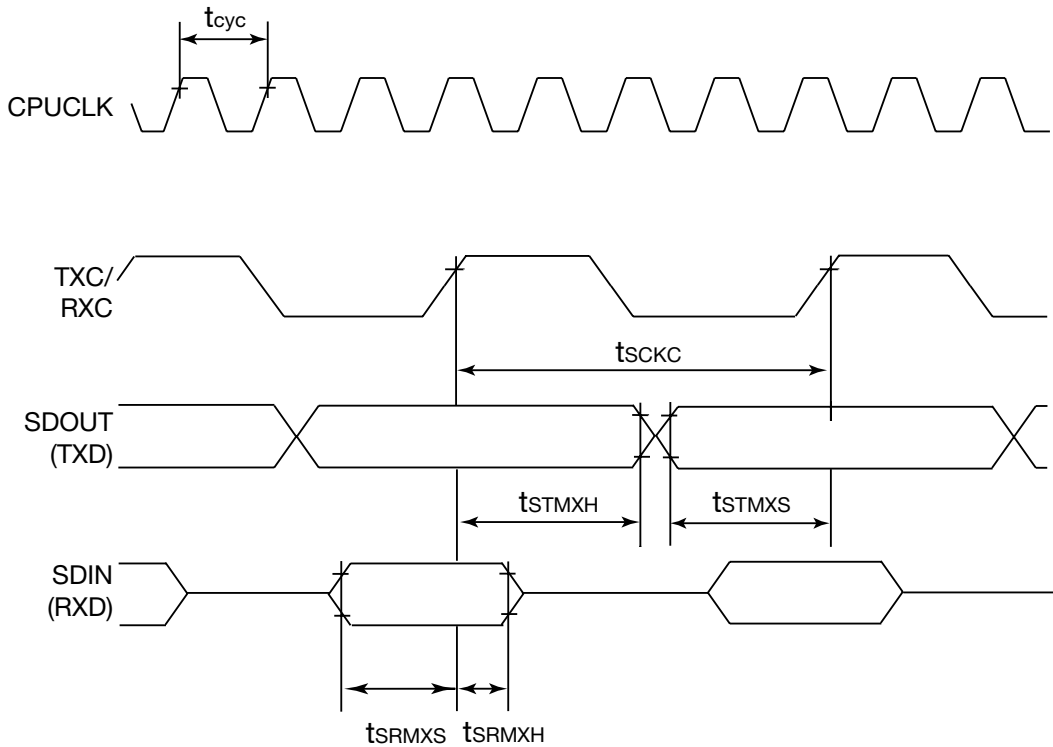 tcyc
CPUCLK
TXC/
RXC
tSCKC
SDOUT
(TXD)
tSTMXH
tSTMXS
SDIN
(RXD)
tSRMXS
tSRMXH